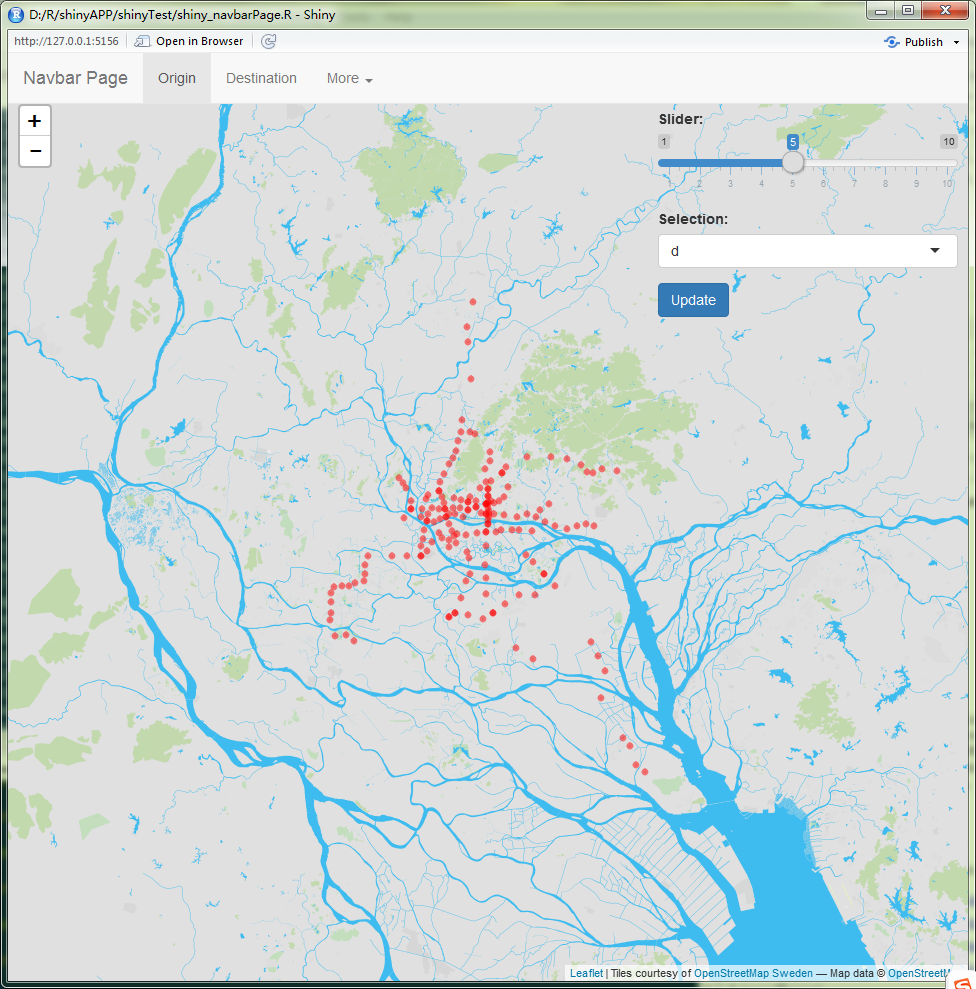 D:/R/shinyAPP/shinyTest/shiny_navbarPage.R - Shiny
http://127.0.0.1:5156 Open in Browser Publish
Navbar Page Origin Destination More
+
−
Slider:
1 5 10
1 2 3 4 5 6 7 8 9 10
Selection:
d
Update
Leaflet | Tiles courtesy of OpenStreetMap Sweden — Map data © OpenStreetM